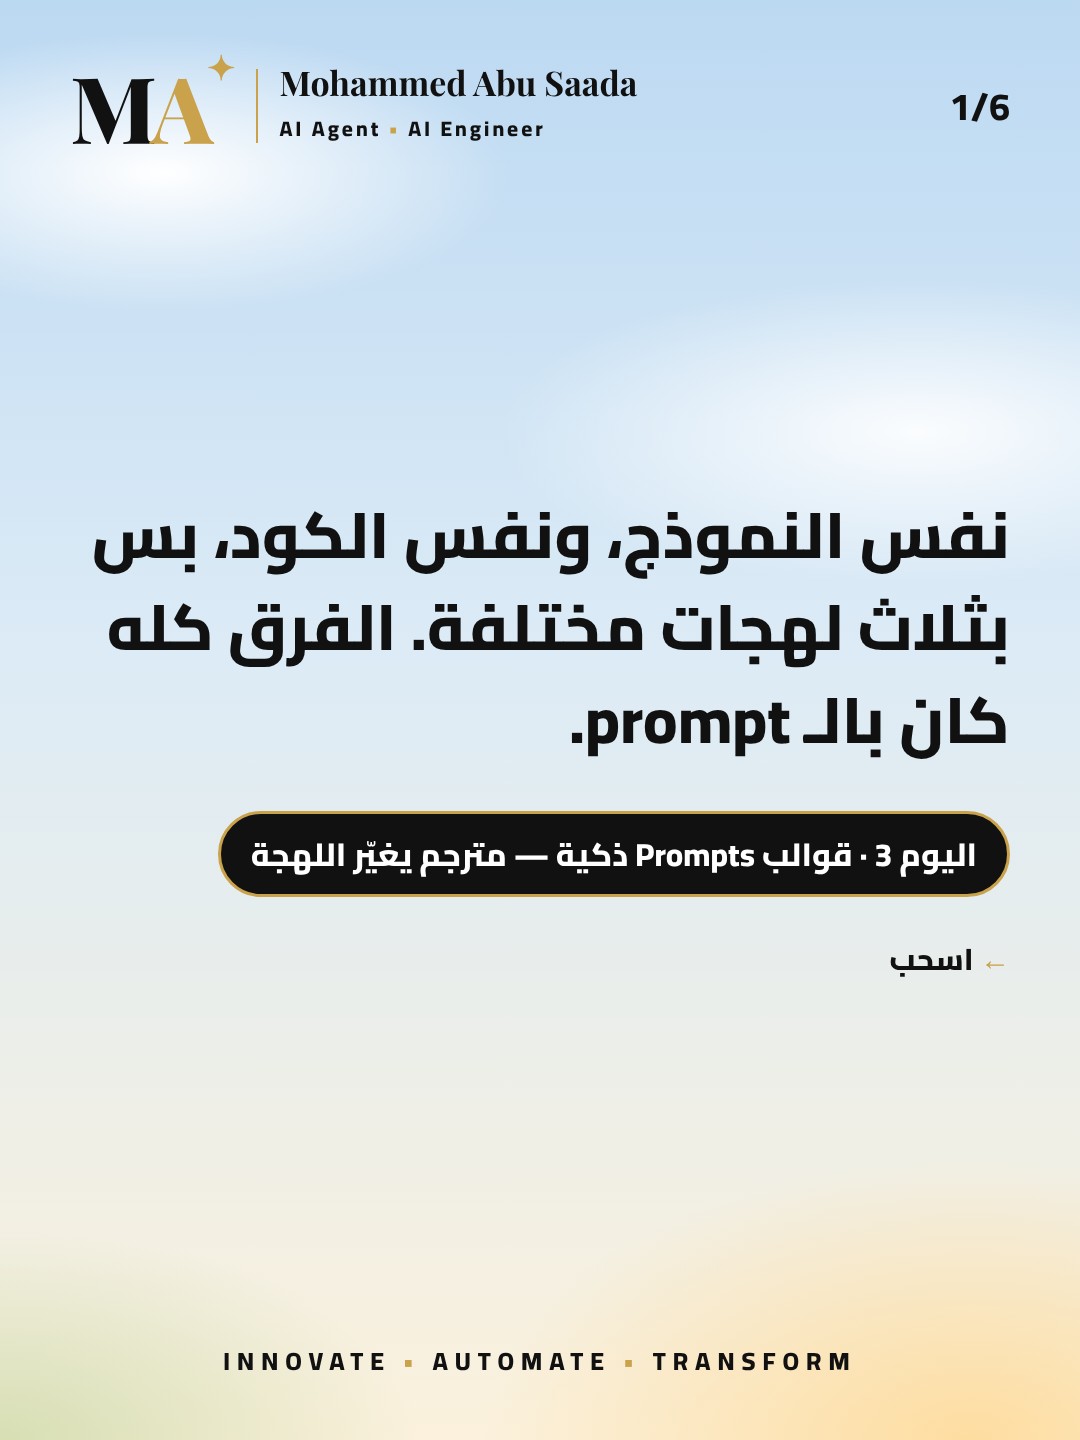 MA
Mohammed Abu Saada
AI Agent ▪ AI Engineer
1/6
نفس النموذج، ونفس الكود، بس
بثلاث لهجات مختلفة. الفرق كله
كان بالـ prompt.
اليوم 3 · قوالب Prompts ذكية — مترجم يغيّر اللهجة
← اسحب
INNOVATE ▪ AUTOMATE ▪ TRANSFORM